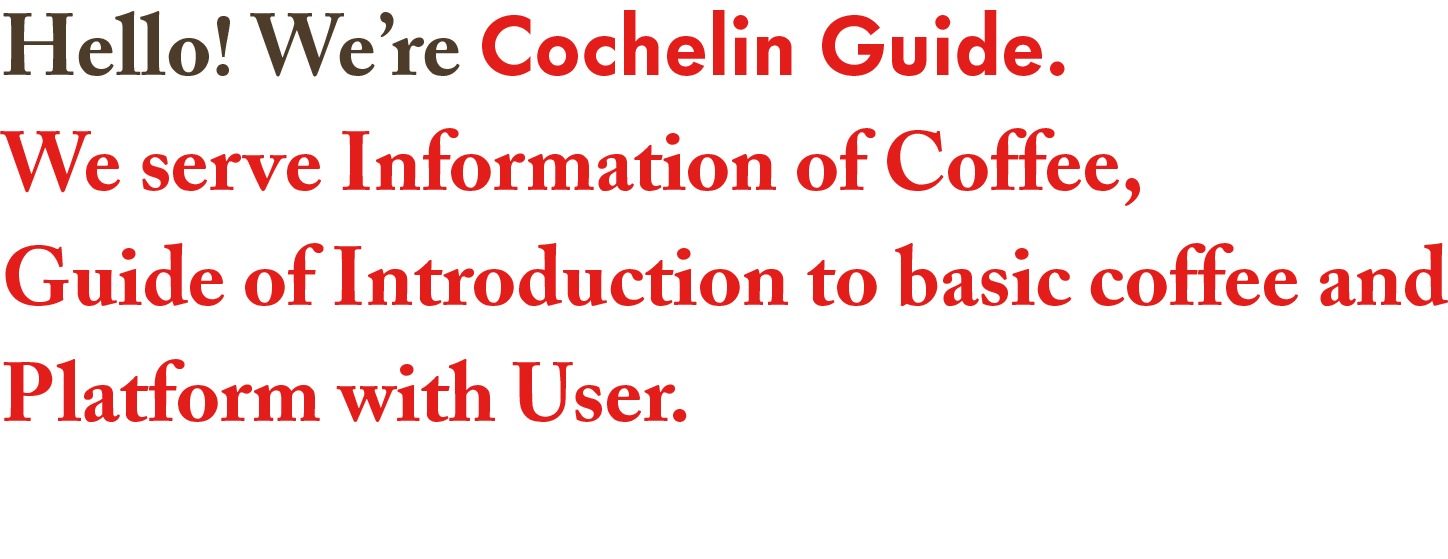 Hello! We’re Cochelin Guide.
We serve Information of Coffee,
Guide of Introduction to basic coffee and
Platform with User.